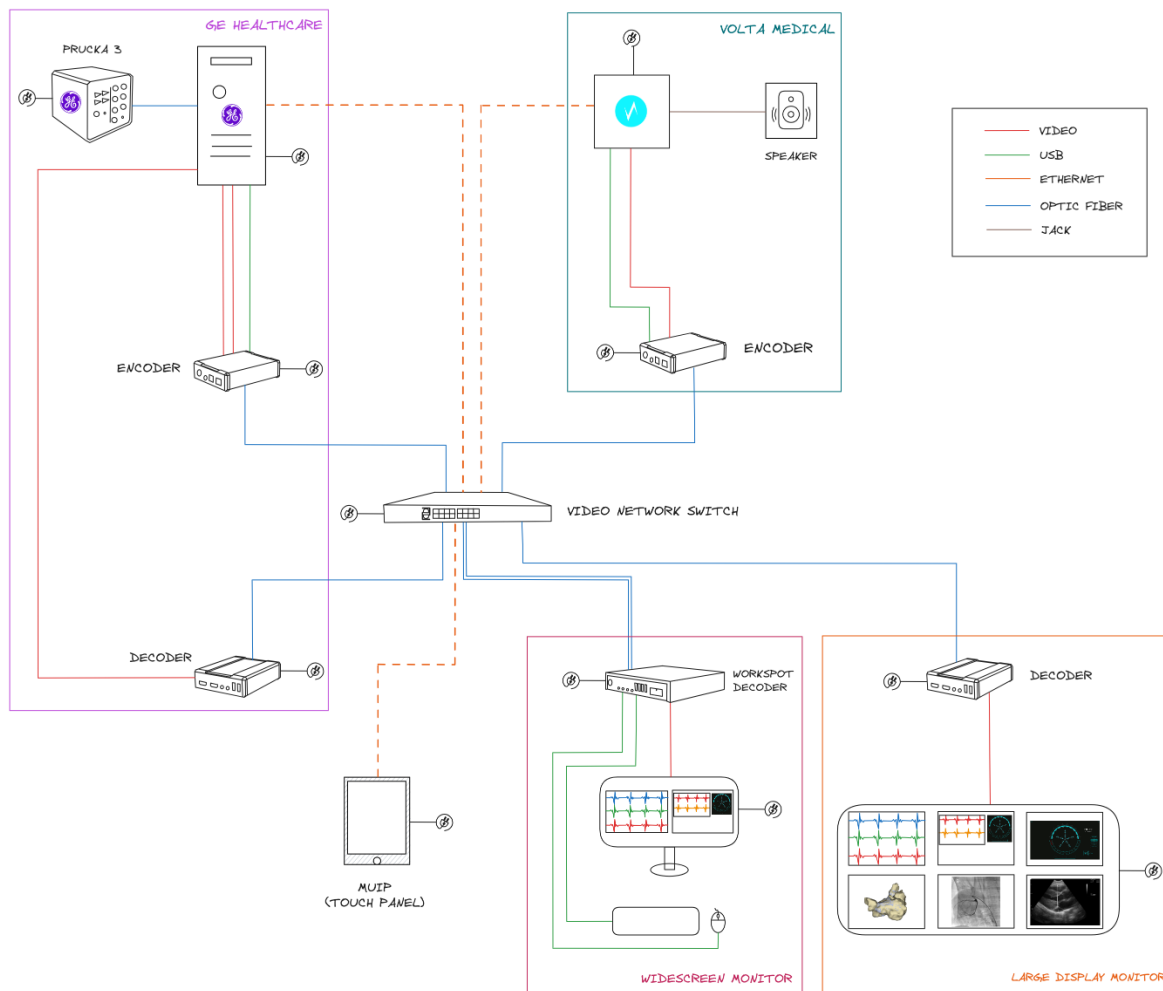 GE HEALTHCARE
PRUCKA 3
ENCODER
DECODER
VOLTA MEDICAL
SPEAKER
ENCODER
VIDEO
USB
ETHERNET
OPTIC FIBER
JACK
VIDEO NETWORK SWITCH
MUIP
(TOUCH PANEL)
WORKSPOT
DECODER
WIDESCREEN MONITOR
DECODER
LARGE DISPLAY MONITOR